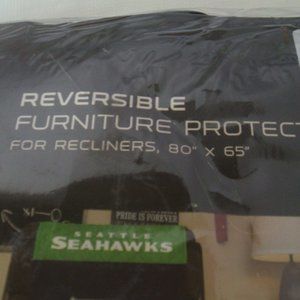 REVERSIBLE
FURNITURE PROTECT
FOR RECLINERS, 80" x 65"
PRIDE IS FOREVER
SEATTLE
SEAHAWKS